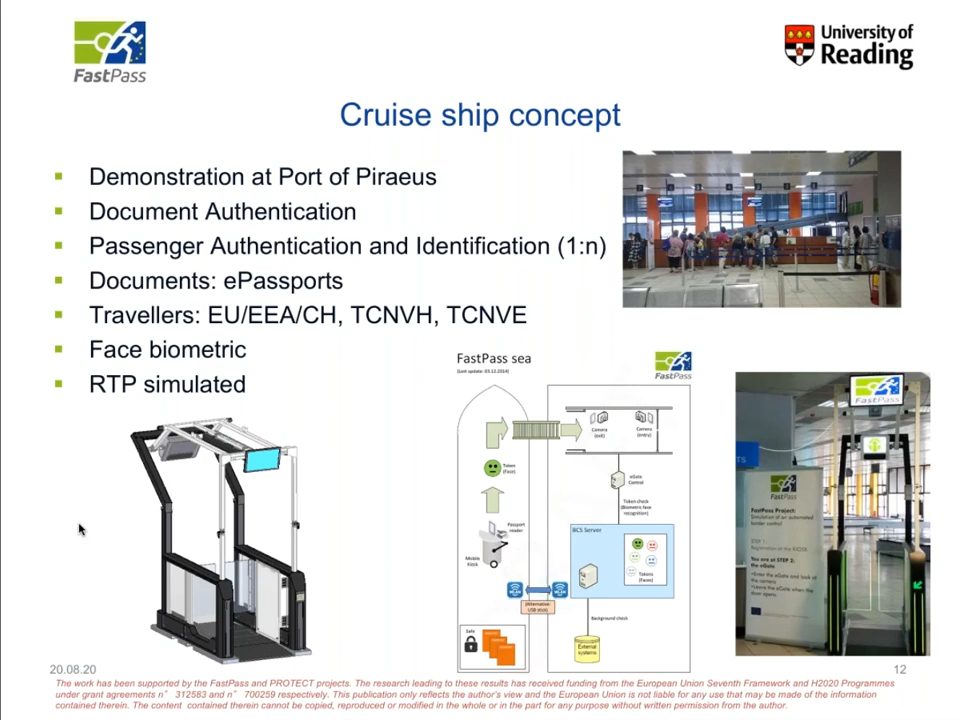 FastPass
University of
Reading
Cruise ship concept
Demonstration at Port of Piraeus
Document Authentication
Passenger Authentication and Identification (1:n)
Documents: ePassports
Travellers: EU/EEA/CH, TCNVH, TCNVE
Face biometric
RTP simulated
FastPass sea
(Last update: 03.12.2014)
FastPass
Camera
(exit)
Camera
(entry)
Token
(Face)
eGate
Control
Token check
(Biometric face
recognition)
Passport
reader
BCS Server
Mobile
Kiosk
Tokens
(Faces)
WLAN
WLAN
(Alternative:
USB stick)
Background check
Safe
External
systems
FastPass
TS
FastPass
FastPass Project:
Simulation of an automated
border control
STEP 1:
Registration at the KIOSK
You are at STEP 2:
the eGate
•Enter the eGate and look at
the camera
•Leave the eGate when the
door opens
20.08.20
12
The work has been supported by the FastPass and PROTECT projects. The research leading to these results has received funding from the European Union Seventh Framework and H2020 Programmes
under grant agreements n° 312583 and n° 700259 respectively. This publication only reflects the author's view and the European Union is not liable for any use that may be made of the information
contained therein. The content contained therein cannot be copied, reproduced or modified in the whole or in the part for any purpose without written permission from the author.